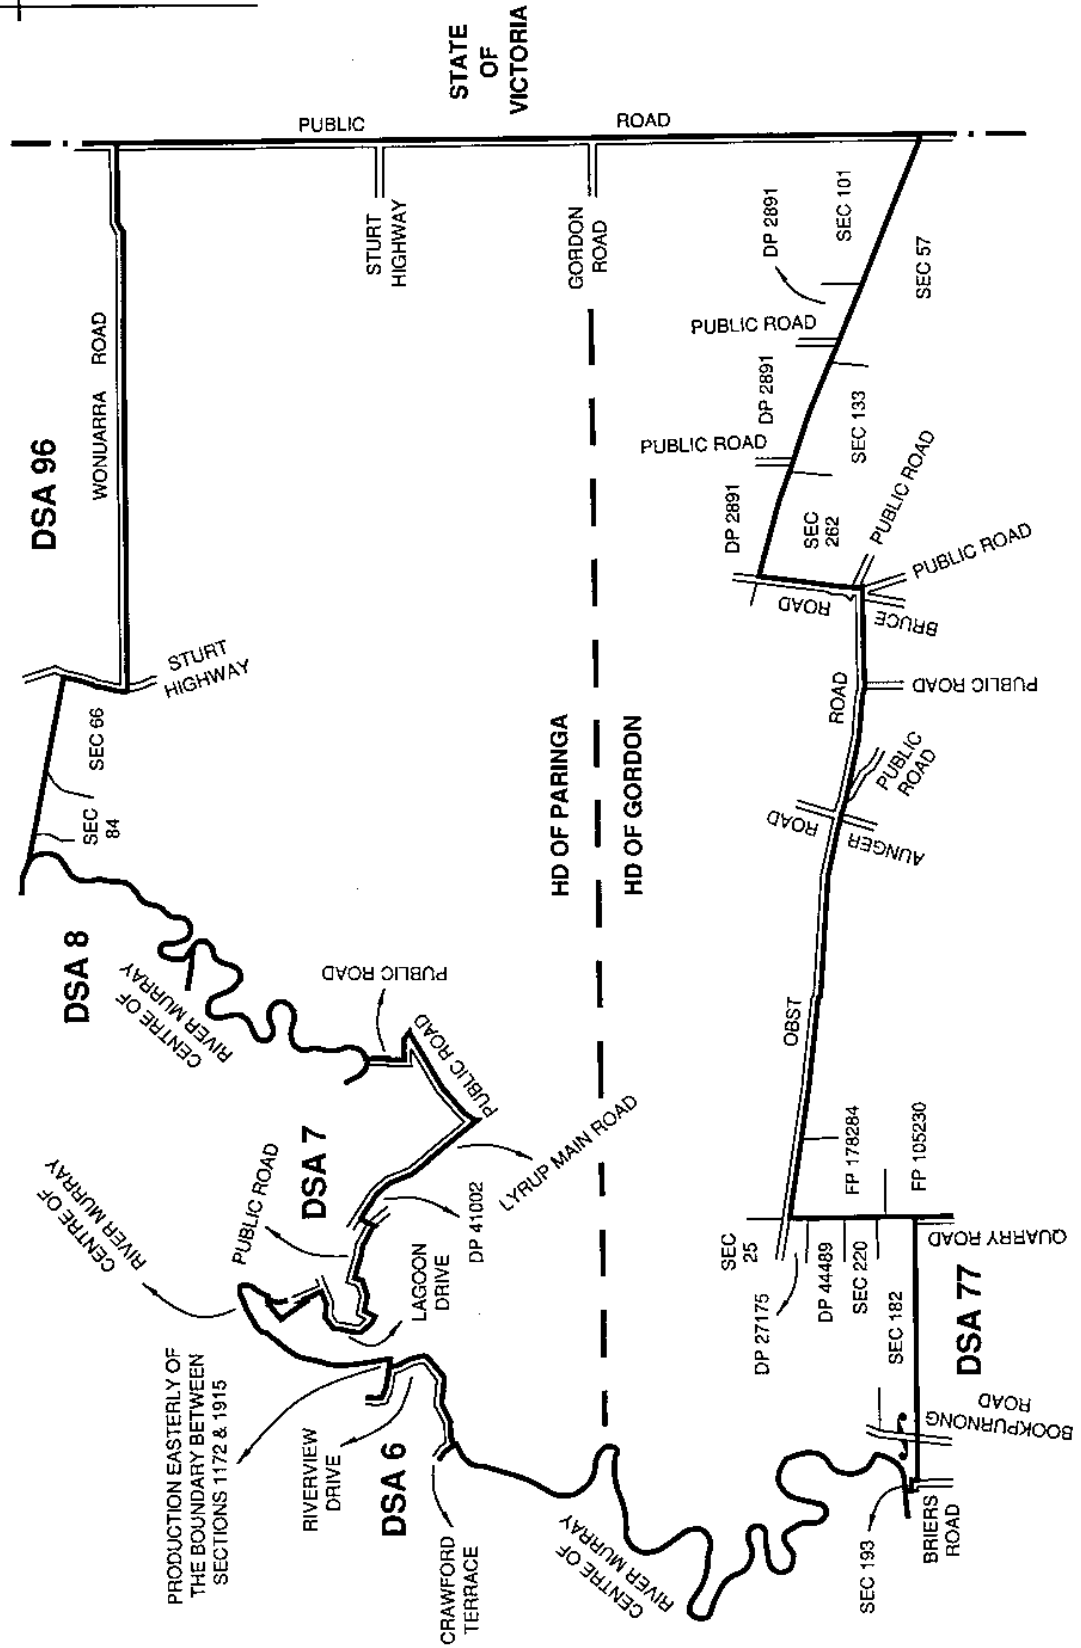 STATE
OF
VICTORIA
PUBLIC
ROAD
DSA 96
WONUARRA ROAD
STURT
HIGHWAY
GORDON
ROAD
STURT
HIGHWAY
SEC 66
SEC
84
DSA 8
CENTRE OF
RIVER MURRAY
PUBLIC ROAD
PUBLIC ROAD
LYRUP MAIN ROAD
DSA 7
DP 41002
PUBLIC ROAD
LAGOON
DRIVE
CENTRE OF
RIVER MURRAY
PRODUCTION EASTERLY OF
THE BOUNDARY BETWEEN
SECTIONS 1172 & 1915
RIVERVIEW
DRIVE
DSA 6
CRAWFORD
TERRACE
HD OF PARINGA
HD OF GORDON
CENTRE OF
RIVER MURRAY
DP 2891
SEC 101
SEC 57
PUBLIC ROAD
DP 2891
SEC 133
PUBLIC ROAD
DP 2891
SEC
262
PUBLIC ROAD
PUBLIC ROAD
BRUCE
ROAD
PUBLIC ROAD
OBST
ROAD
PUBLIC
ROAD
AUNGER
ROAD
FP 178284
FP 105230
SEC
25
DP 27175
DP 44489
SEC 220
SEC 182
QUARRY ROAD
DSA 77
BOOKPURNONG
ROAD
SEC 193
BRIERS
ROAD